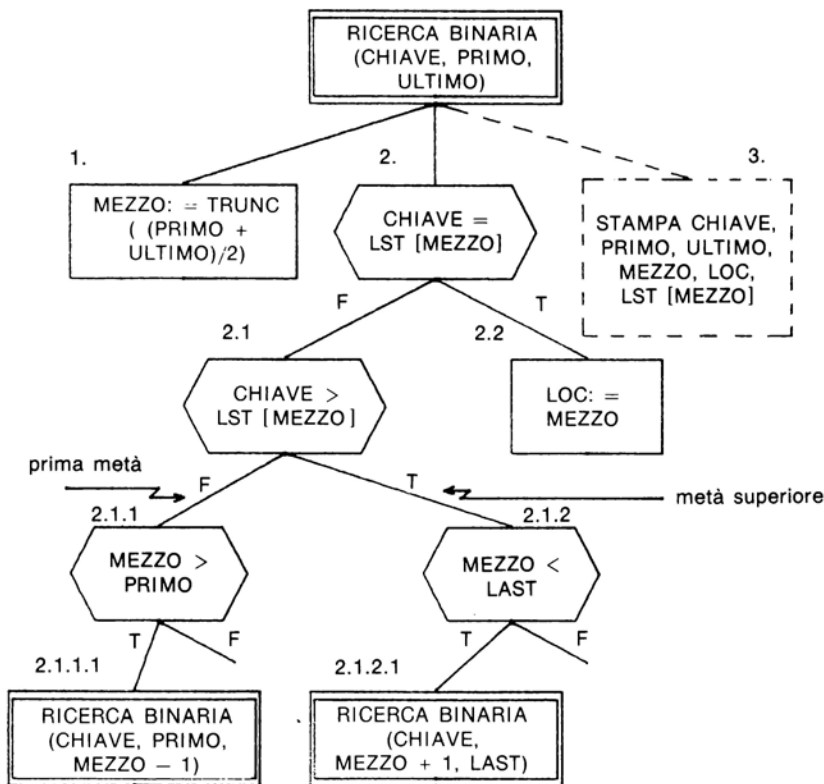 RICERCA BINARIA
(CHIAVE, PRIMO,
ULTIMO)
1.
2.
3.
MEZZO: = TRUNC
( (PRIMO +
ULTIMO)/2)
CHIAVE =
LST [MEZZO]
STAMPA CHIAVE,
PRIMO, ULTIMO,
MEZZO, LOC,
LST [MEZZO]
F
T
2.1
2.2
CHIAVE >
LST [MEZZO]
LOC: =
MEZZO
prima metà
F
T
metà superiore
2.1.1
2.1.2
MEZZO >
PRIMO
MEZZO <
LAST
T
F
T
F
2.1.1.1
2.1.2.1
RICERCA BINARIA
(CHIAVE, PRIMO,
MEZZO − 1)
RICERCA BINARIA
(CHIAVE,
MEZZO + 1, LAST)